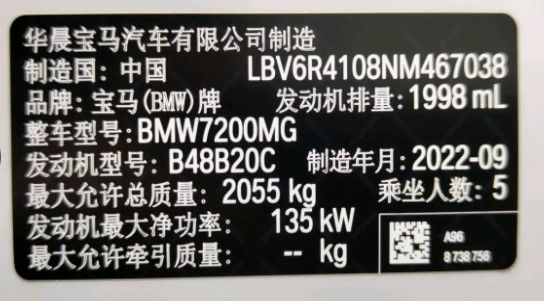 华晨宝马汽车有限公司制造
制造国: 中国 LBV6R4108NM467038
品牌: 宝马(BMW)牌 发动机排量: 1998 mL
整车型号: BMW7200MG
发动机型号: B48B20C 制造年月: 2022-09
最大允许总质量: 2055 kg 乘坐人数: 5
发动机最大净功率: 135 kW
最大允许牵引质量: -- kg
A96
8 738 756